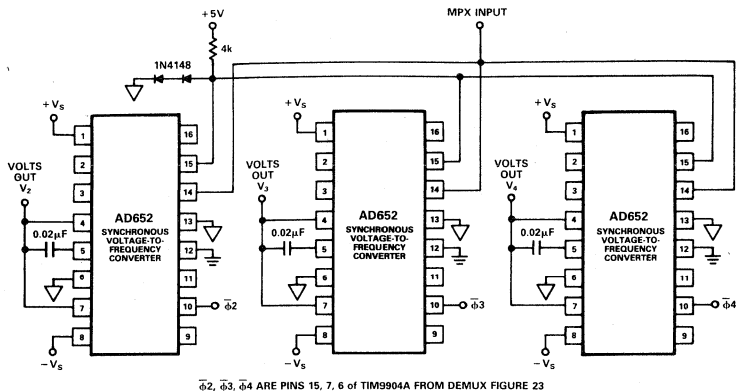 +5V
MPX INPUT
4k
1N4148
+VS
1
2
3
4
5
6
7
8
16
15
14
13
12
11
10
9
VOLTS
OUT
V2
0.02µF
AD652
SYNCHRONOUS
VOLTAGE-TO-
FREQUENCY
CONVERTER
ϕ̅2
−VS
+VS
1
2
3
4
5
6
7
8
16
15
14
13
12
11
10
9
VOLTS
OUT
V3
0.02µF
AD652
SYNCHRONOUS
VOLTAGE-TO-
FREQUENCY
CONVERTER
ϕ̅3
−VS
+VS
1
2
3
4
5
6
7
8
16
15
14
13
12
11
10
9
VOLTS
OUT
V4
0.02µF
AD652
SYNCHRONOUS
VOLTAGE-TO-
FREQUENCY
CONVERTER
ϕ̅4
−VS
ϕ̅2, ϕ̅3, ϕ̅4 ARE PINS 15, 7, 6 of TIM9904A FROM DEMUX FIGURE 23